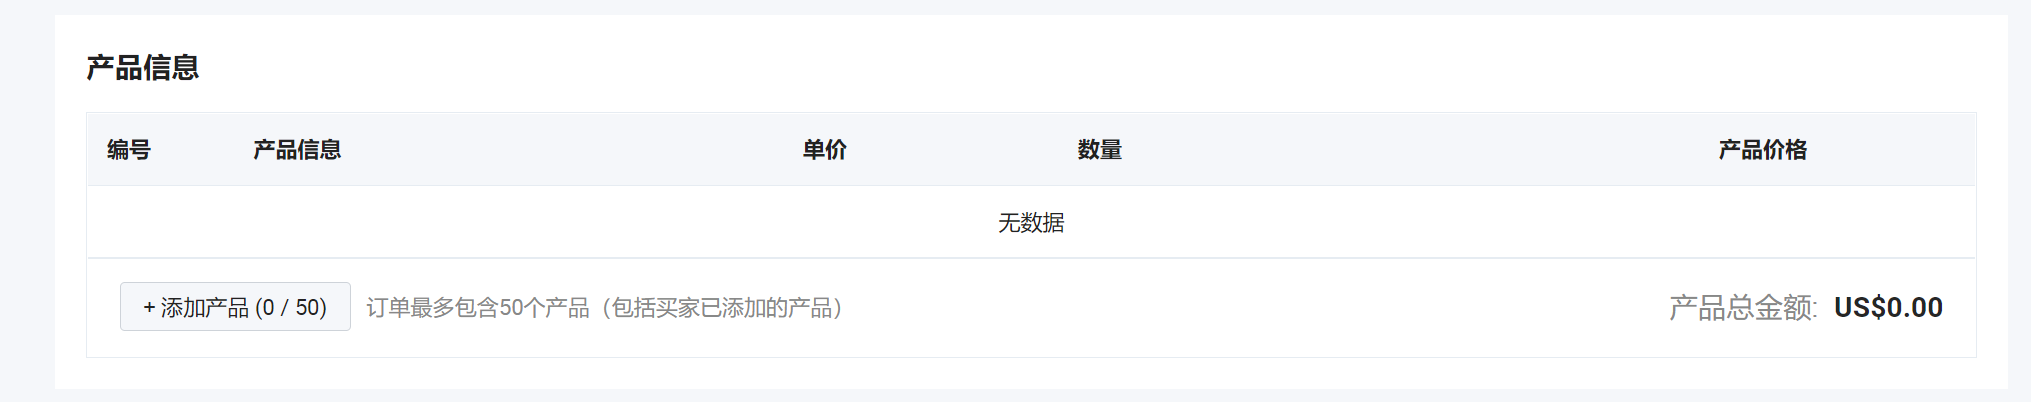 产品信息
编号 产品信息 单价 数量 产品价格
无数据
+ 添加产品 (0 / 50) 订单最多包含50个产品（包括买家已添加的产品） 产品总金额: US$0.00